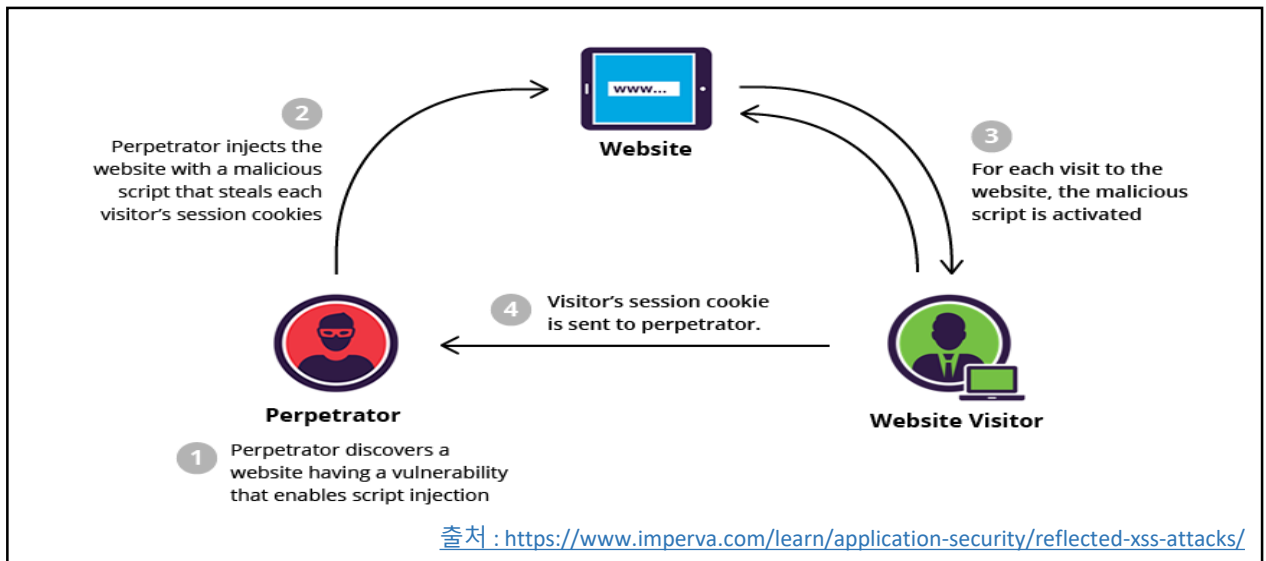 www...
Website
2
Perpetrator injects the
website with a malicious
script that steals each
visitor's session cookies
3
For each visit to the
website, the malicious
script is activated
4
Visitor's session cookie
is sent to perpetrator.
Perpetrator
Website Visitor
1
Perpetrator discovers a
website having a vulnerability
that enables script injection
출처 : https://www.imperva.com/learn/application-security/reflected-xss-attacks/